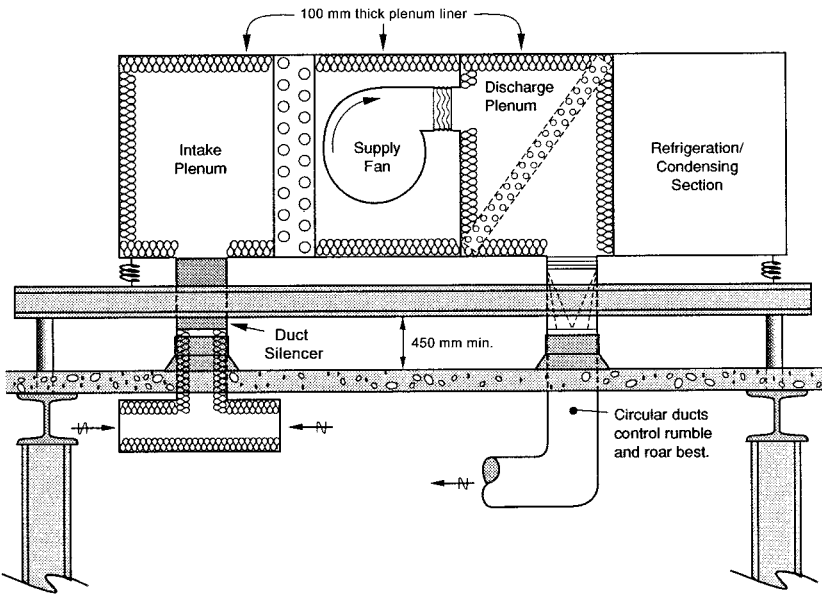 100 mm thick plenum liner
Intake
Plenum
Supply
Fan
Discharge
Plenum
Refrigeration/
Condensing
Section
Duct
Silencer
450 mm min.
Circular ducts
control rumble
and roar best.